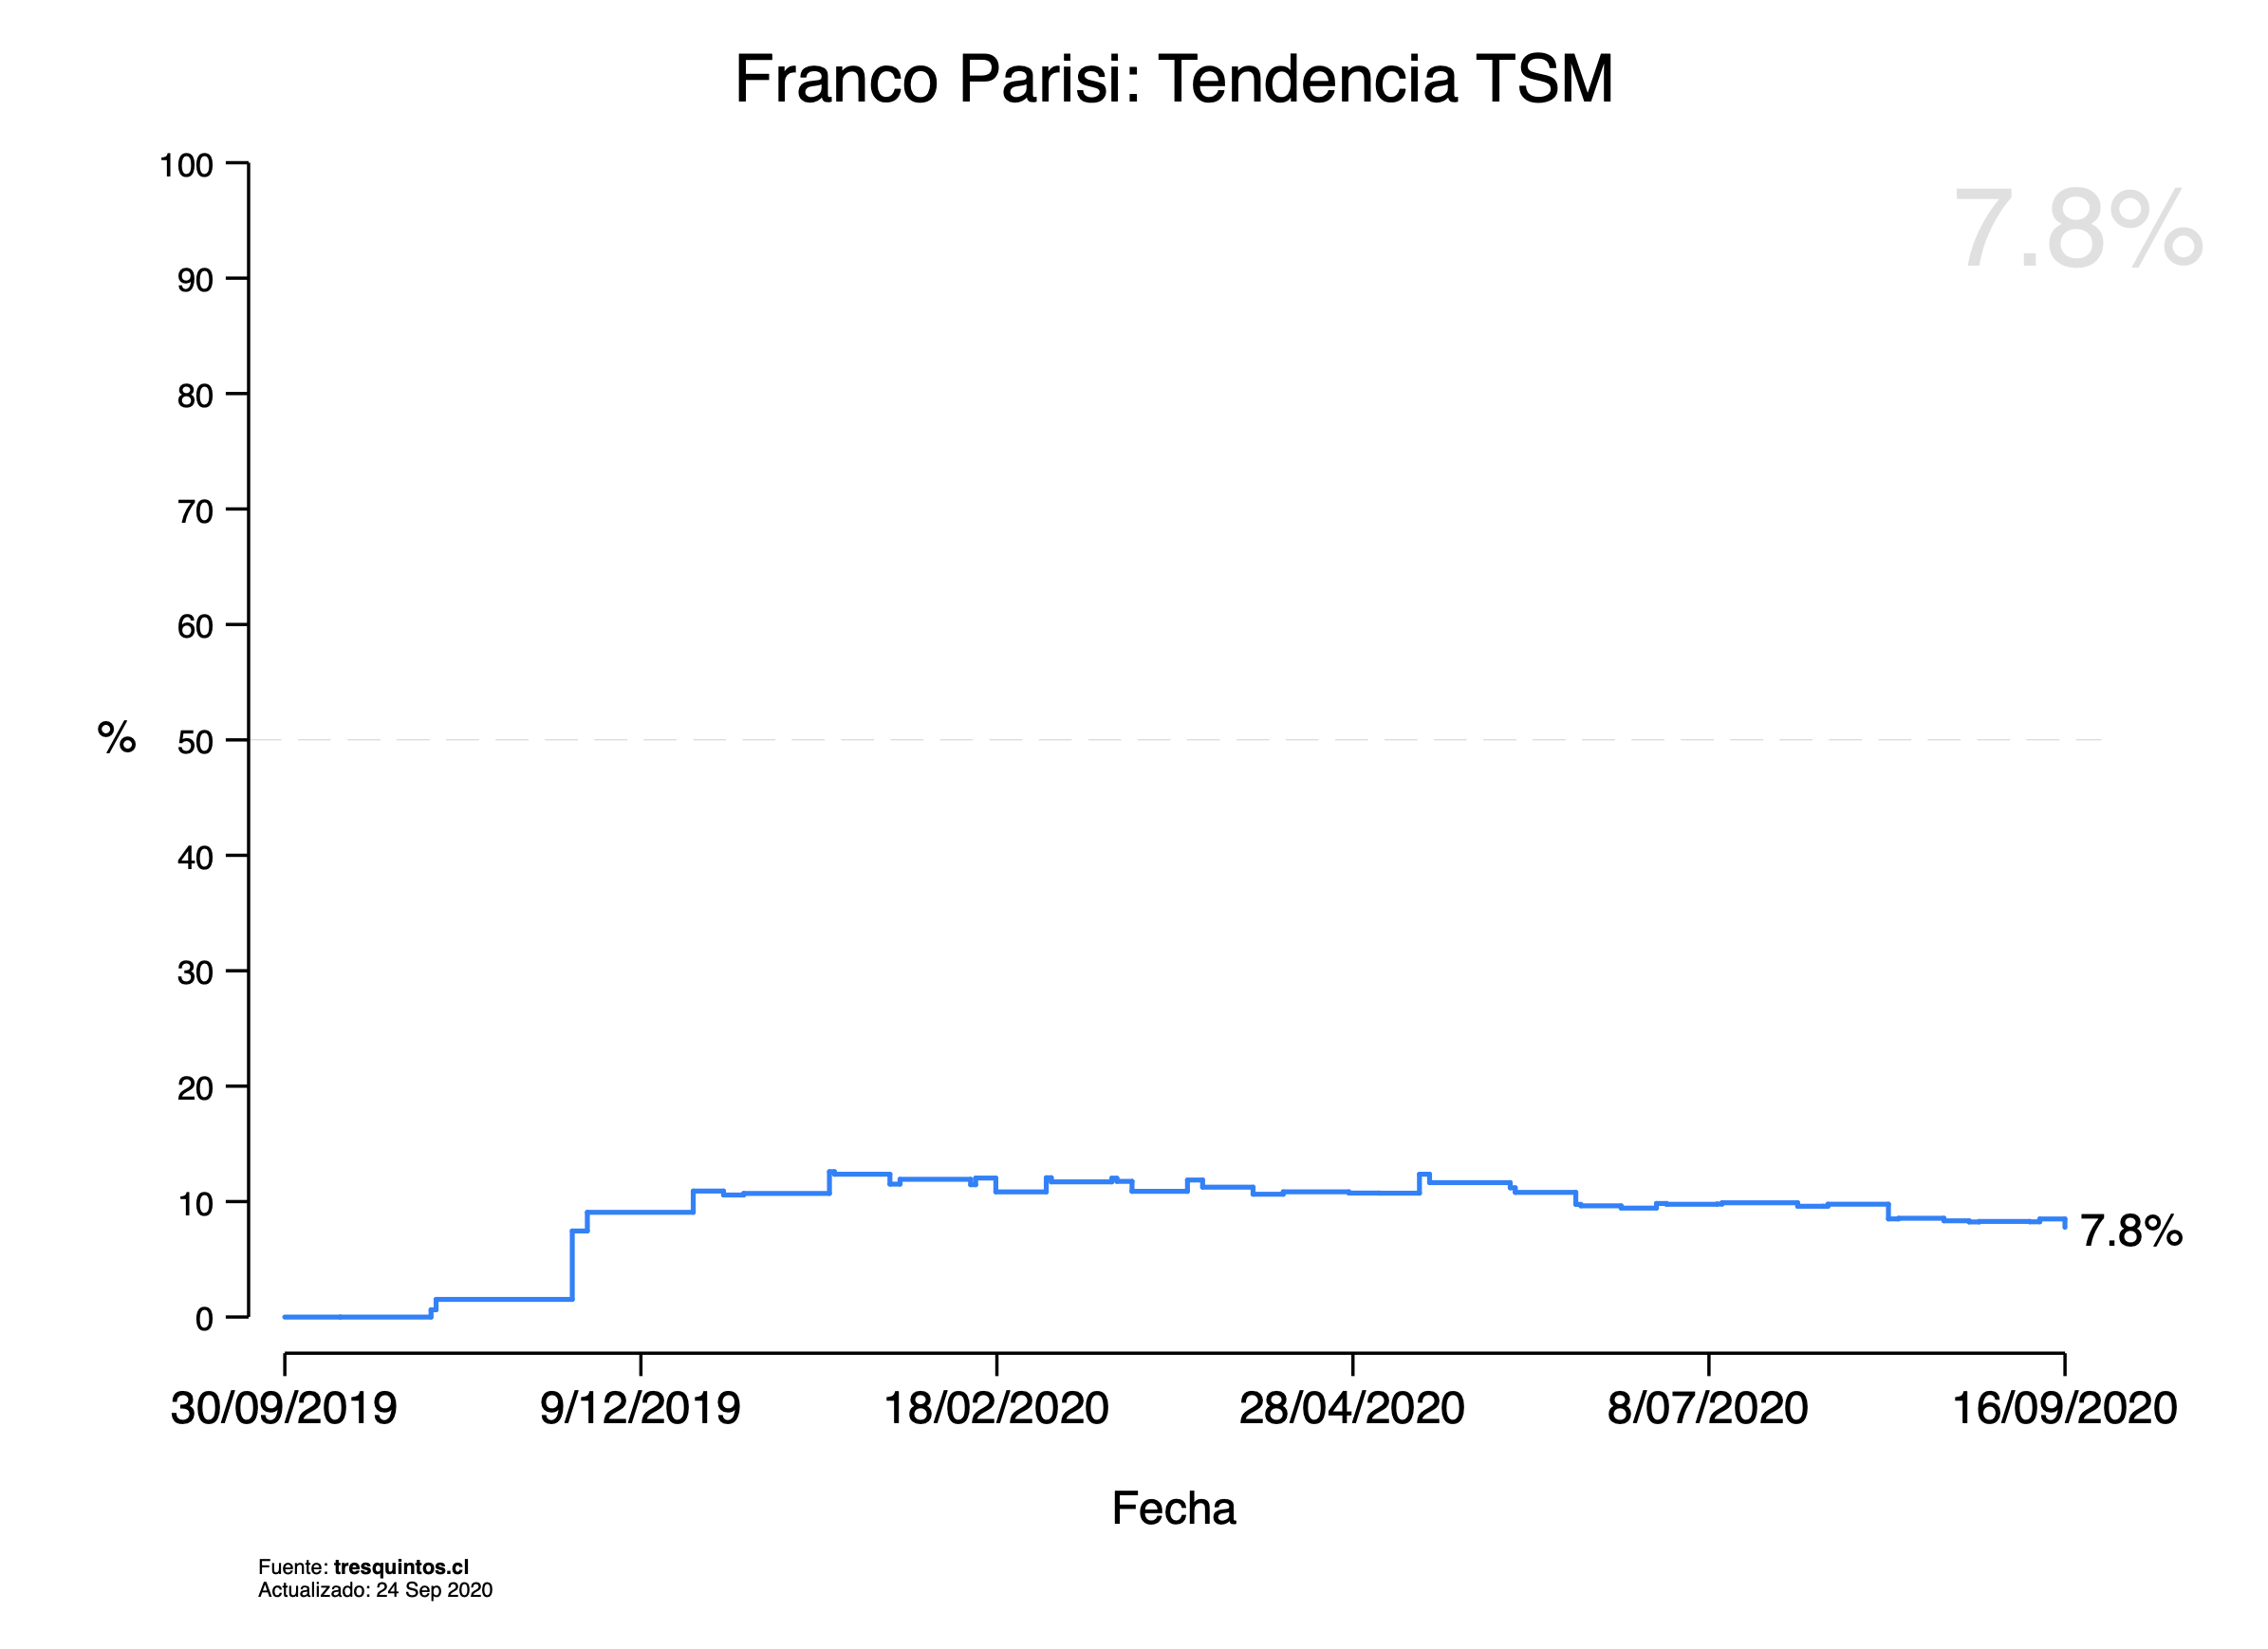 Franco Parisi: Tendencia TSM
7.8%
100
90
80
70
60
% 50
40
30
20
10
0
7.8%
30/09/2019 9/12/2019 18/02/2020 28/04/2020 8/07/2020 16/09/2020
Fecha
Fuente: tresquintos.cl
Actualizado: 24 Sep 2020